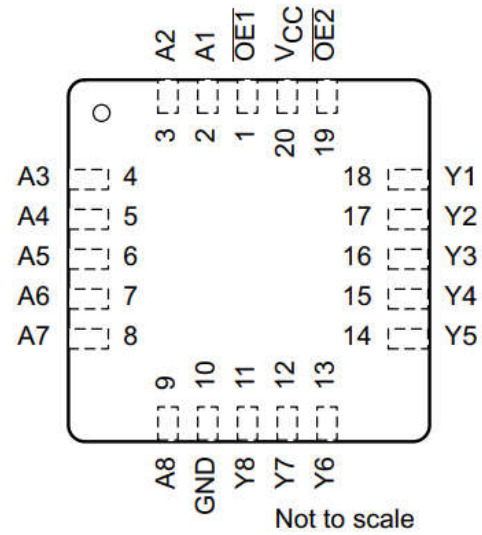 A2 A1 O̅E̅1̅ VCC O̅E̅2̅
3 2 1 20 19
A3 4 18 Y1
A4 5 17 Y2
A5 6 16 Y3
A6 7 15 Y4
A7 8 14 Y5
9 10 11 12 13
A8 GND Y8 Y7 Y6
Not to scale